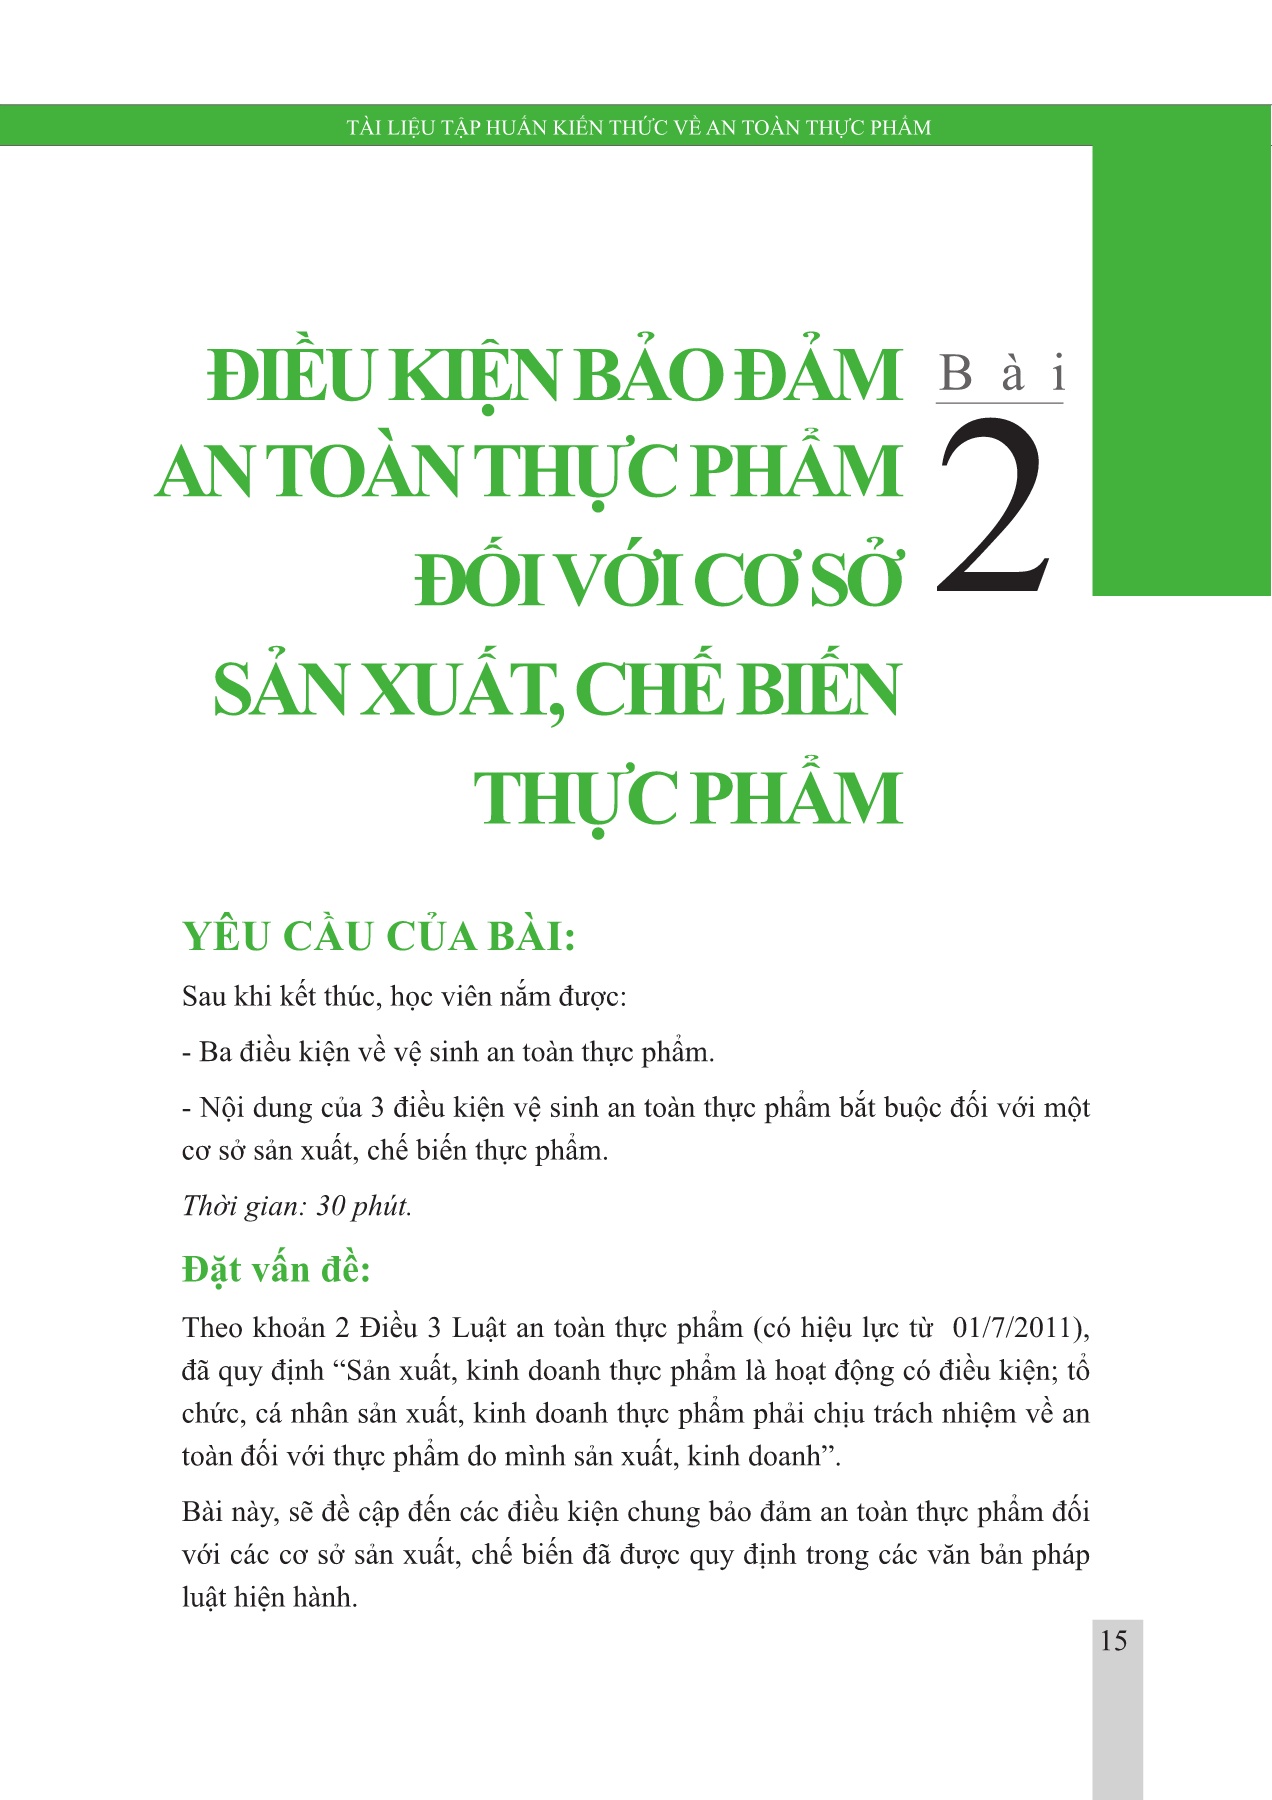 TÀI LIỆU TẬP HUẤN KIẾN THỨC VỀ AN TOÀN THỰC PHẨM
Bài
2
ĐIỀU KIỆN BẢO ĐẢM
AN TOÀN THỰC PHẨM
ĐỐI VỚI CƠ SỞ
SẢN XUẤT, CHẾ BIẾN
THỰC PHẨM
YÊU CẦU CỦA BÀI:
Sau khi kết thúc, học viên nắm được:
- Ba điều kiện về vệ sinh an toàn thực phẩm.
- Nội dung của 3 điều kiện vệ sinh an toàn thực phẩm bắt buộc đối với một
cơ sở sản xuất, chế biến thực phẩm.
Thời gian: 30 phút.
Đặt vấn đề:
Theo khoản 2 Điều 3 Luật an toàn thực phẩm (có hiệu lực từ 01/7/2011),
đã quy định “Sản xuất, kinh doanh thực phẩm là hoạt động có điều kiện; tổ
chức, cá nhân sản xuất, kinh doanh thực phẩm phải chịu trách nhiệm về an
toàn đối với thực phẩm do mình sản xuất, kinh doanh”.
Bài này, sẽ đề cập đến các điều kiện chung bảo đảm an toàn thực phẩm đối
với các cơ sở sản xuất, chế biến đã được quy định trong các văn bản pháp
luật hiện hành.
15